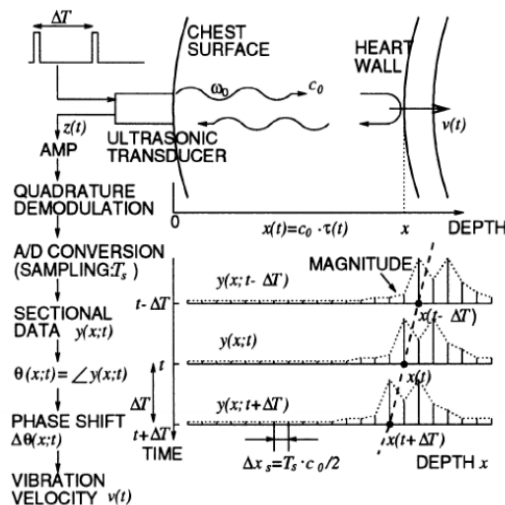 ΔT
CHEST
SURFACE
HEART
WALL
ω₀
c₀
v(t)
z(t)
ULTRASONIC
TRANSDUCER
AMP
QUADRATURE
DEMODULATION
A/D CONVERSION
(SAMPLING:Tₛ)
SECTIONAL
DATA y(x;t)
θ(x;t)=∠y(x;t)
PHASE SHIFT
Δθ(x;t)
VIBRATION
VELOCITY v(t)
0
x(t)=c₀·τ(t)
x
DEPTH
MAGNITUDE
y(x;t-ΔT)
t-ΔT
x(t-ΔT)
y(x;t)
t
x(t)
ΔT
y(x;t+ΔT)
t+ΔT
x(t+ΔT)
TIME
Δxₛ=Tₛ·c₀/2
DEPTH x